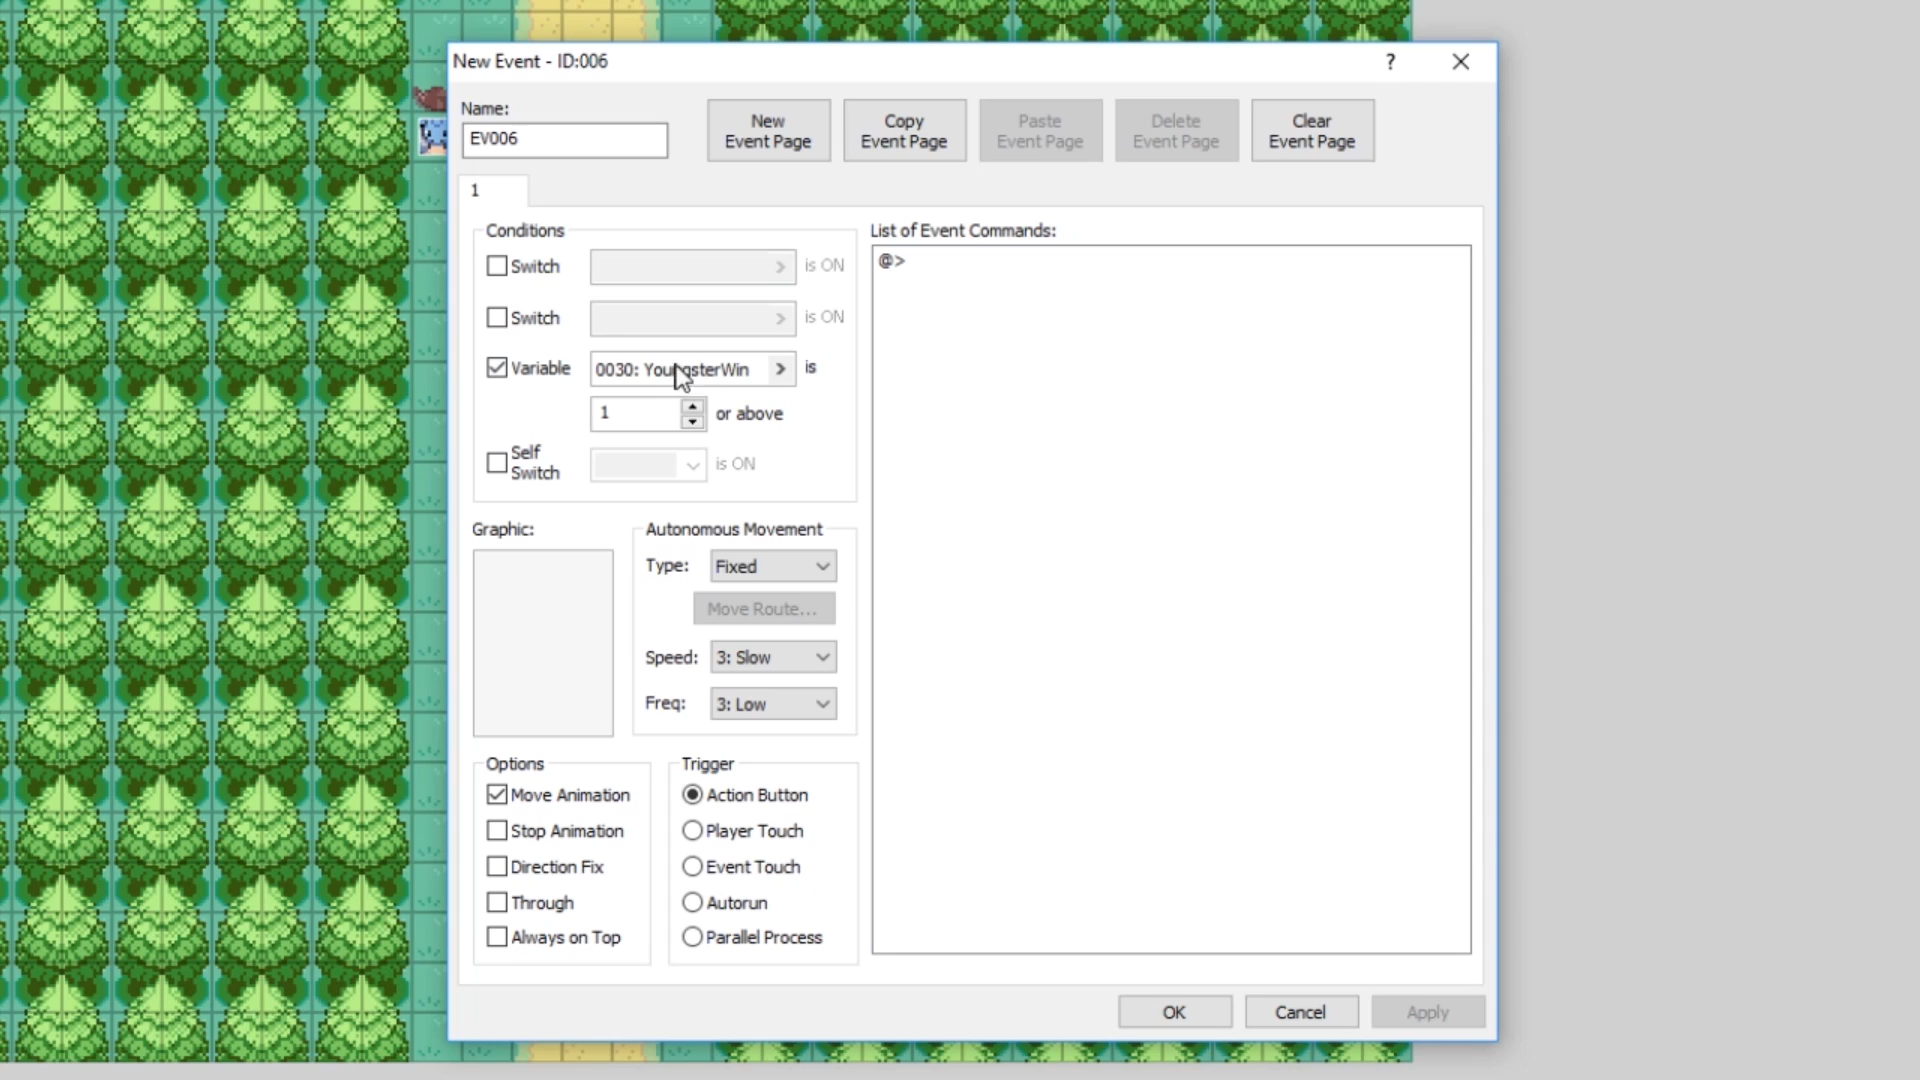 New Event - ID:006
?
Name:
EV006
New Event Page
Copy Event Page
Paste Event Page
Delete Event Page
Clear Event Page
1
Conditions
Switch is ON
Switch is ON
Variable 0030: YoungsterWin is
1 or above
Self Switch is ON
Graphic:
Autonomous Movement
Type: Fixed
Move Route...
Speed: 3: Slow
Freq: 3: Low
Options
Move Animation
Stop Animation
Direction Fix
Through
Always on Top
Trigger
Action Button
Player Touch
Event Touch
Autorun
Parallel Process
List of Event Commands:
@>
OK
Cancel
Apply